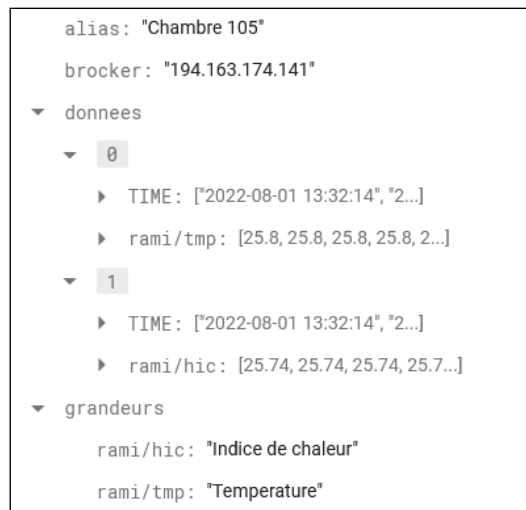 alias: "Chambre 105"
brocker: "194.163.174.141"
donnees
0
TIME: ["2022-08-01 13:32:14", "2...]
rami/tmp: [25.8, 25.8, 25.8, 25.8, 2...]
1
TIME: ["2022-08-01 13:32:14", "2...]
rami/hic: [25.74, 25.74, 25.74, 25.7...]
grandeurs
rami/hic: "Indice de chaleur"
rami/tmp: "Temperature"